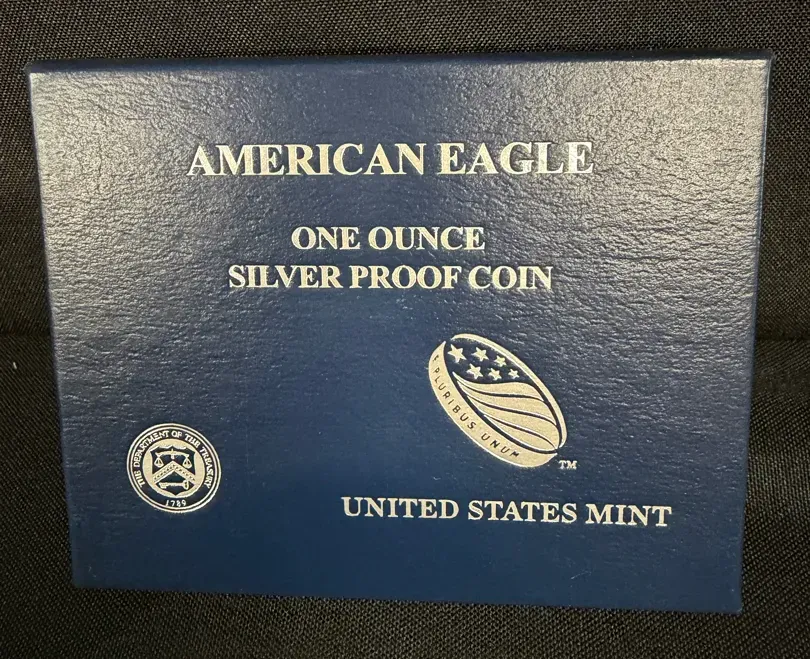 AMERICAN EAGLE
ONE OUNCE
SILVER PROOF COIN
E PLURIBUS UNUM
TM
THE DEPARTMENT OF THE TREASURY
1789
UNITED STATES MINT